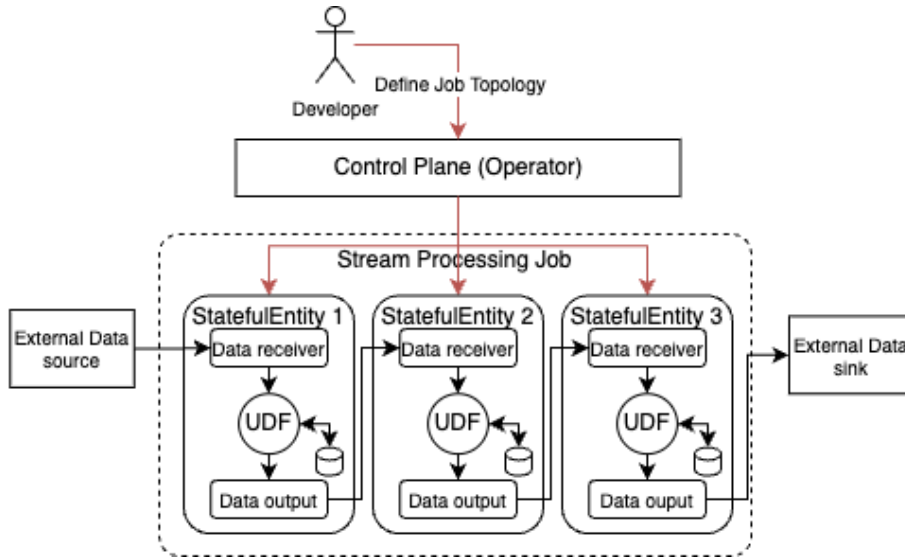 Define Job Topology
Developer
Control Plane (Operator)
Stream Processing Job
StatefulEntity 1
StatefulEntity 2
StatefulEntity 3
External Data
source
Data receiver
Data receiver
Data receiver
External Data
sink
UDF
UDF
UDF
Data output
Data output
Data ouput